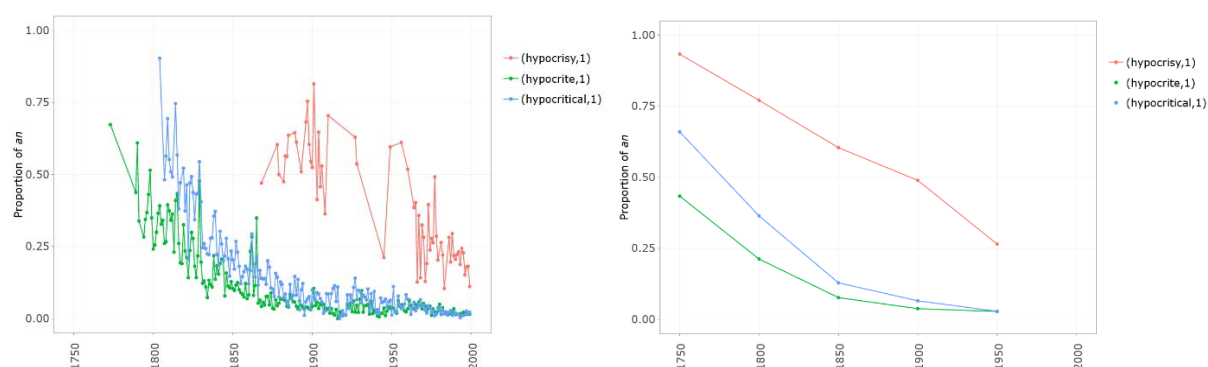 1.00
0.75
0.50
0.25
0.00
Proportion of an
1750
1800
1850
1900
1950
2000
(hypocrisy,1)
(hypocrite,1)
(hypocritical,1)
1.00
0.75
0.50
0.25
0.00
Proportion of an
1750
1800
1850
1900
1950
2000
(hypocrisy,1)
(hypocrite,1)
(hypocritical,1)